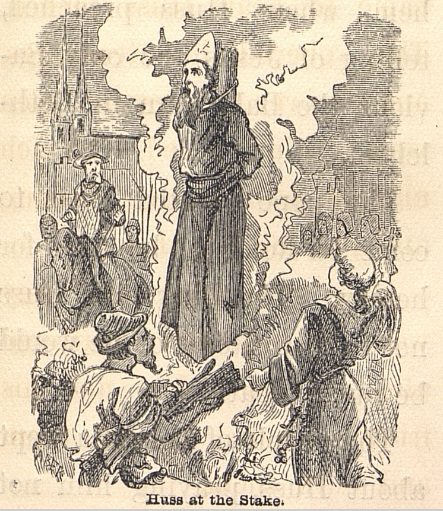 Huss at the Stake.